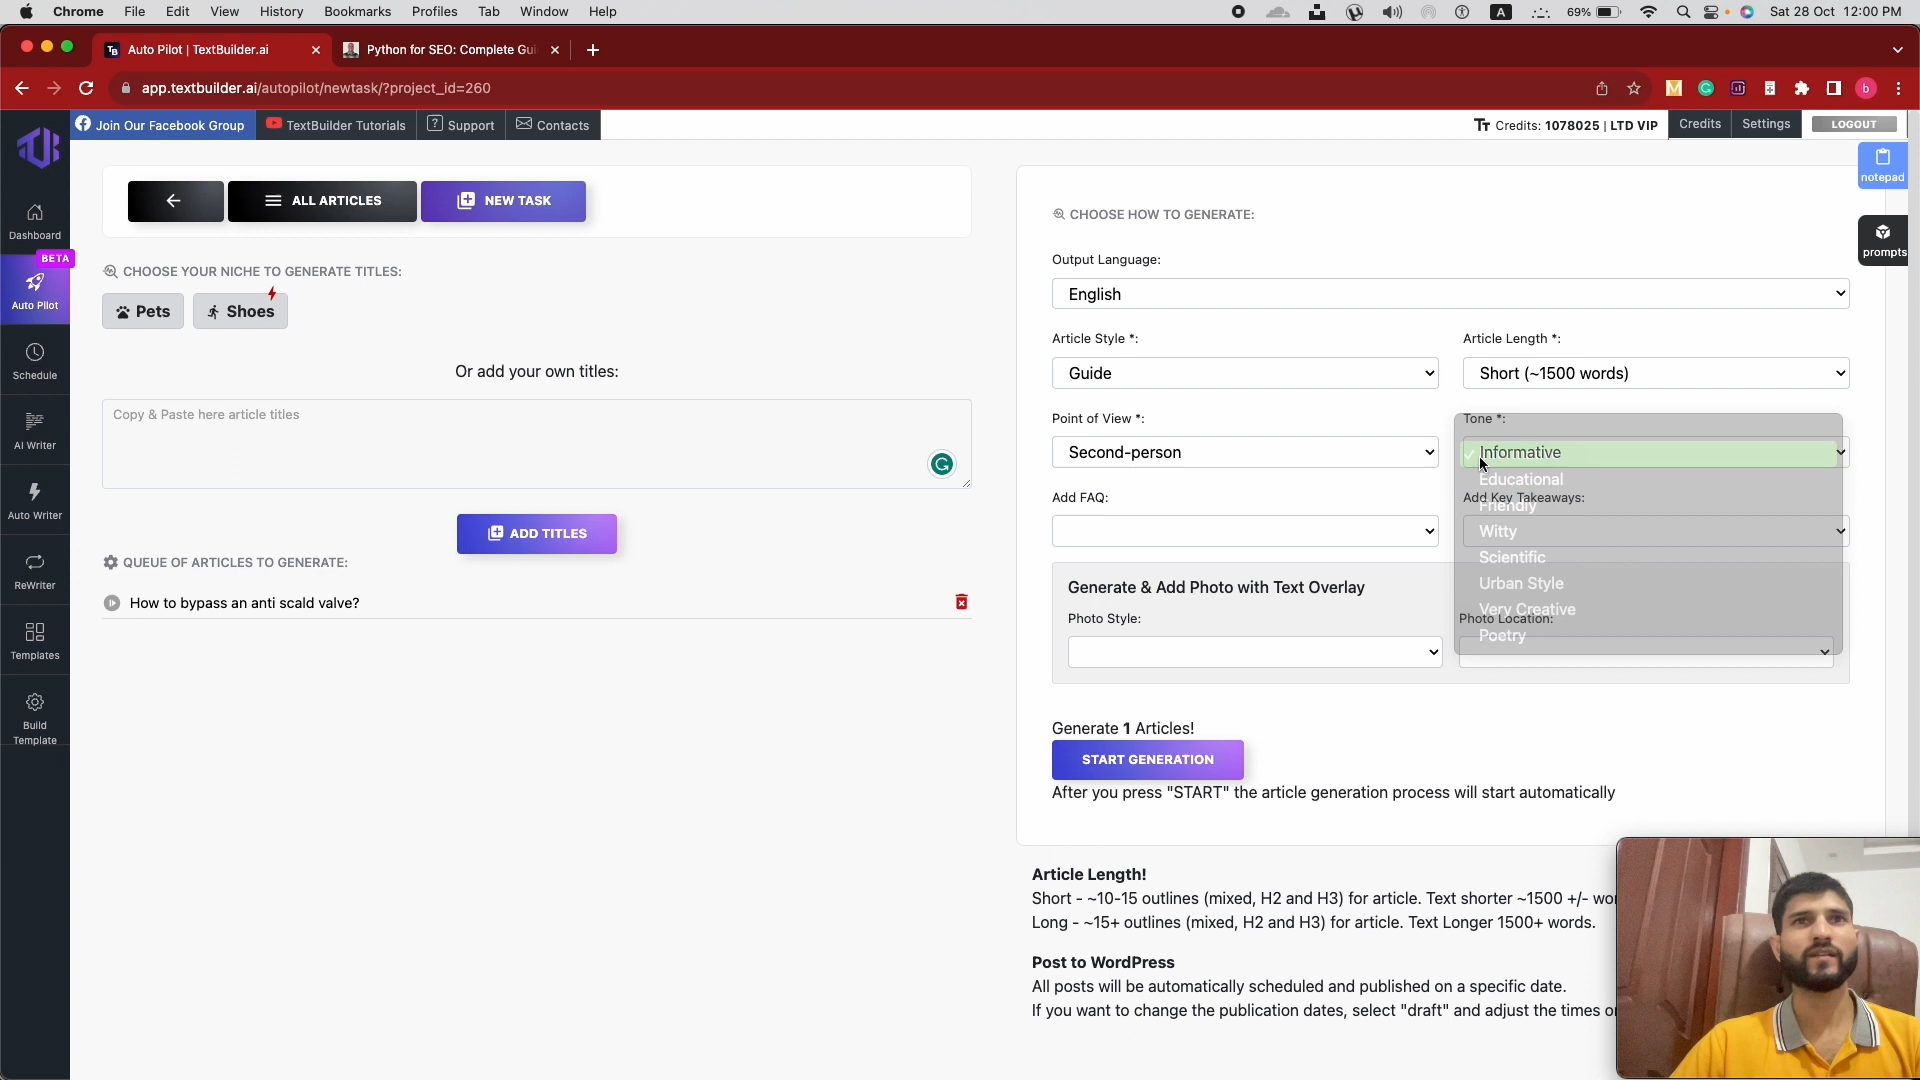 Chrome File Edit View History Bookmarks Profiles Tab Window Help
A 69% Sat 28 Oct 12:00 PM
TB Auto Pilot | TextBuilder.ai
Python for SEO: Complete Gui
app.textbuilder.ai/autopilot/newtask/?project_id=260
b
Join Our Facebook Group
TextBuilder Tutorials
Support
Contacts
Credits: 1078025 | LTD VIP
Credits
Settings
LOGOUT
notepad
prompts
Dashboard
BETA
Auto Pilot
Schedule
AI Writer
Auto Writer
ReWriter
Templates
Build
Template
ALL ARTICLES
NEW TASK
CHOOSE YOUR NICHE TO GENERATE TITLES:
Pets
Shoes
Or add your own titles:
Copy & Paste here article titles
ADD TITLES
QUEUE OF ARTICLES TO GENERATE:
How to bypass an anti scald valve?
CHOOSE HOW TO GENERATE:
Output Language:
English
Article Style *:
Guide
Article Length *:
Short (~1500 words)
Point of View *:
Second-person
Tone *:
Informative
Educational
Friendly
Witty
Scientific
Urban Style
Very Creative
Poetry
Add FAQ:
Add Key Takeaways:
Generate & Add Photo with Text Overlay
Photo Style:
Photo Location:
Generate 1 Articles!
START GENERATION
After you press "START" the article generation process will start automatically
Article Length!
Short - ~10-15 outlines (mixed, H2 and H3) for article. Text shorter ~1500 +/- wor
Long - ~15+ outlines (mixed, H2 and H3) for article. Text Longer 1500+ words.
Post to WordPress
All posts will be automatically scheduled and published on a specific date.
If you want to change the publication dates, select "draft" and adjust the times o